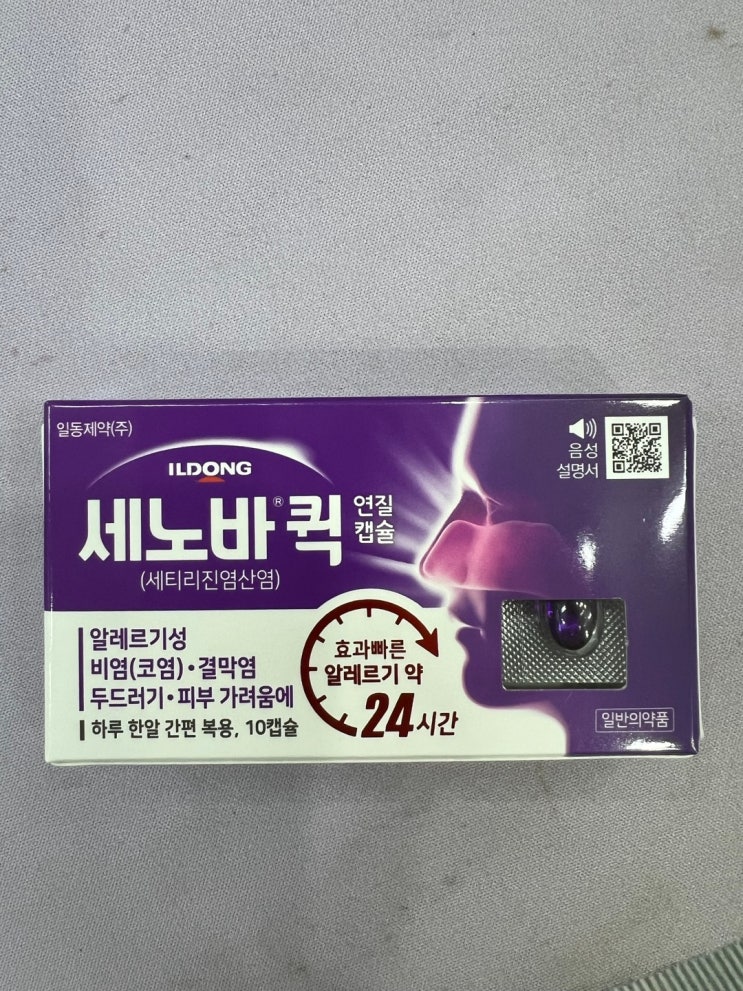 일동제약(주)
음성
설명서
ILDONG
세노바® 퀵 연질
캡슐
(세티리진염산염)
알레르기성
비염(코염)•결막염
두드러기•피부 가려움에
하루 한알 간편 복용, 10캡슐
효과빠른
알레르기 약
24시간
일반의약품